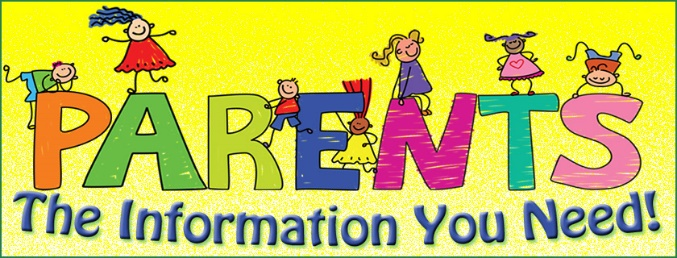 PARENTS
The Information You Need!